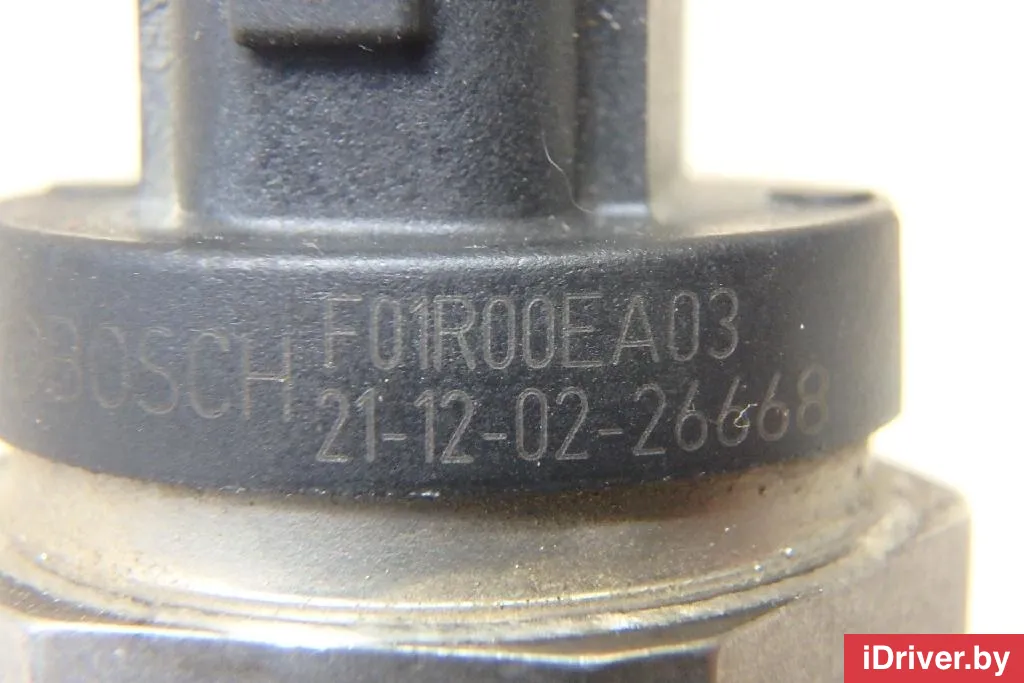 BOSCH
F01R00EA03
21-12-02-26668
iDriver.by